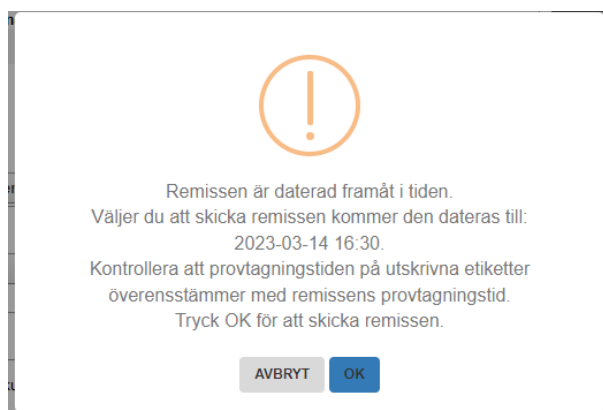 Remissen är daterad framåt i tiden.
Väljer du att skicka remissen kommer den dateras till:
2023-03-14 16:30.
Kontrollera att provtagningstiden på utskrivna etiketter
överensstämmer med remissens provtagningstid.
Tryck OK för att skicka remissen.
AVBRYT OK